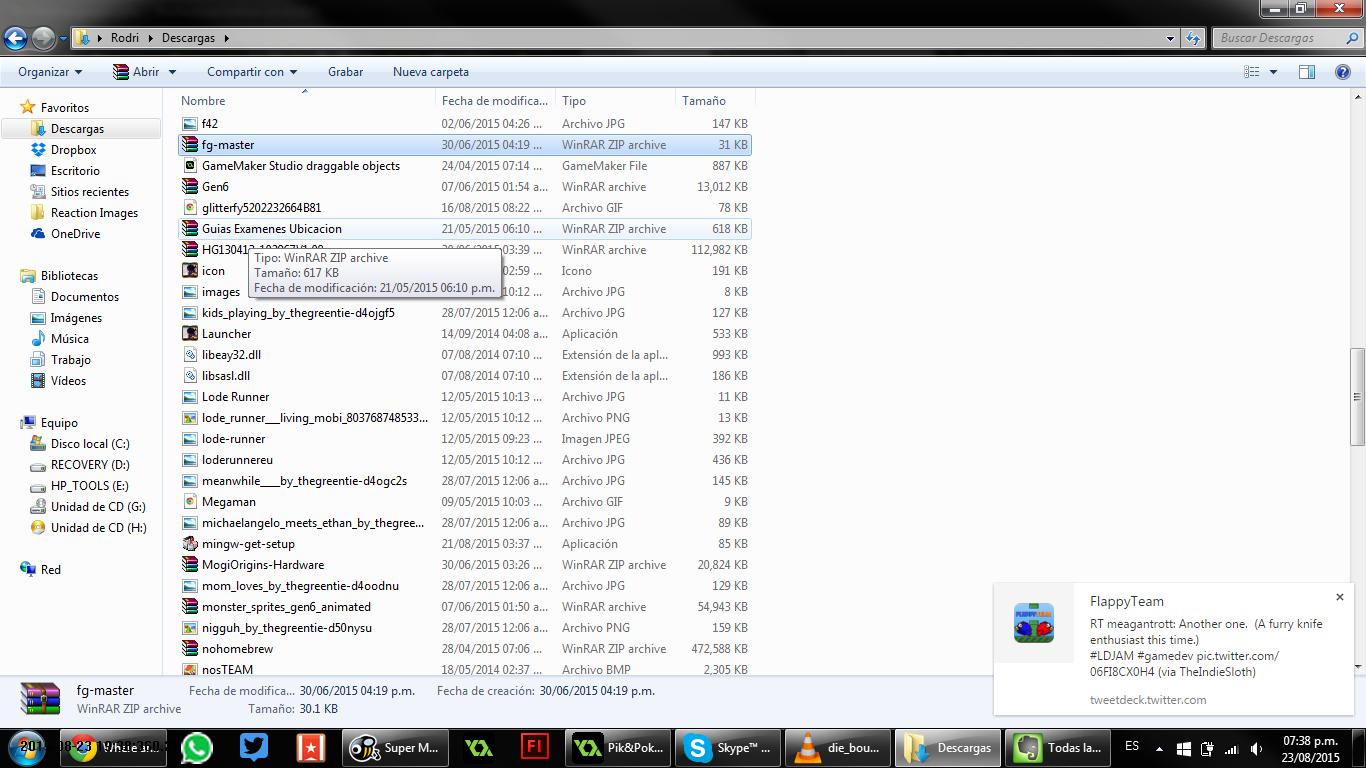 Rodri Descargas Buscar Descargas
Organizar Abrir Compartir con Grabar Nueva carpeta
Favoritos
Descargas
Dropbox
Escritorio
Sitios recientes
Reaction Images
OneDrive
Bibliotecas
Documentos
Imágenes
Música
Trabajo
Vídeos
Equipo
Disco local (C:)
RECOVERY (D:)
HP_TOOLS (E:)
Unidad de CD (G:)
Unidad de CD (H:)
Red
Nombre Fecha de modifica... Tipo Tamaño
f42 02/06/2015 04:26 ... Archivo JPG 147 KB
fg-master 30/06/2015 04:19 ... WinRAR ZIP archive 31 KB
GameMaker Studio draggable objects 24/04/2015 07:14 ... GameMaker File 887 KB
Gen6 07/06/2015 01:54 a... WinRAR archive 13,012 KB
glitterfy5202232664B81 16/08/2015 08:22 ... Archivo GIF 78 KB
Guias Examenes Ubicacion 21/05/2015 06:10 ... WinRAR ZIP archive 618 KB
03:39 ... WinRAR archive 112,982 KB
Tipo: WinRAR ZIP archive
Tamaño: 617 KB
Fecha de modificación: 21/05/2015 06:10 p.m.
icon 02:59 ... Icono 191 KB
images 10:12 ... Archivo JPG 8 KB
kids_playing_by_thegreentie-d4ojgf5 28/07/2015 12:06 a... Archivo JPG 127 KB
Launcher 14/09/2014 04:08 a... Aplicación 533 KB
libeay32.dll 07/08/2014 07:10 ... Extensión de la apl... 993 KB
libsasl.dll 07/08/2014 07:10 ... Extensión de la apl... 186 KB
Lode Runner 12/05/2015 10:13 ... Archivo JPG 11 KB
lode_runner___living_mobi_803768748533... 12/05/2015 10:12 ... Archivo PNG 13 KB
lode-runner 12/05/2015 09:23 ... Imagen JPEG 392 KB
loderunnereu 12/05/2015 10:12 ... Archivo JPG 436 KB
meanwhile___by_thegreentie-d4ogc2s 28/07/2015 12:06 a... Archivo JPG 145 KB
Megaman 09/05/2015 10:03 ... Archivo GIF 9 KB
michaelangelo_meets_ethan_by_thegree... 28/07/2015 12:06 a... Archivo JPG 89 KB
mingw-get-setup 21/08/2015 03:37 ... Aplicación 85 KB
MogiOrigins-Hardware 30/06/2015 03:26 ... WinRAR ZIP archive 20,824 KB
mom_loves_by_thegreentie-d4oodnu 28/07/2015 12:06 a... Archivo JPG 129 KB
monster_sprites_gen6_animated 07/06/2015 01:50 a... WinRAR archive 54,943 KB
nigguh_by_thegreentie-d50nysu 28/07/2015 12:06 a... Archivo PNG 159 KB
nohomebrew 28/04/2015 07:06 ... WinRAR ZIP archive 472,588 KB
nosTEAM 18/05/2014 02:37 ... Archivo BMP 2,305 KB
FlappyTeam
RT meagantrott: Another one. (A furry knife
enthusiast this time.)
#LDJAM #gamedev pic.twitter.com/
06FI8CX0H4 (via TheIndieSloth)
tweetdeck.twitter.com
fg-master Fecha de modifica... 30/06/2015 04:19 p.m. Fecha de creación: 30/06/2015 04:19 p.m.
WinRAR ZIP archive Tamaño: 30.1 KB
Super M... Fl Pik&Pok... Skype™ ... die_bou... Descargas Todas la... ES 07:38 p.m.
23/08/2015